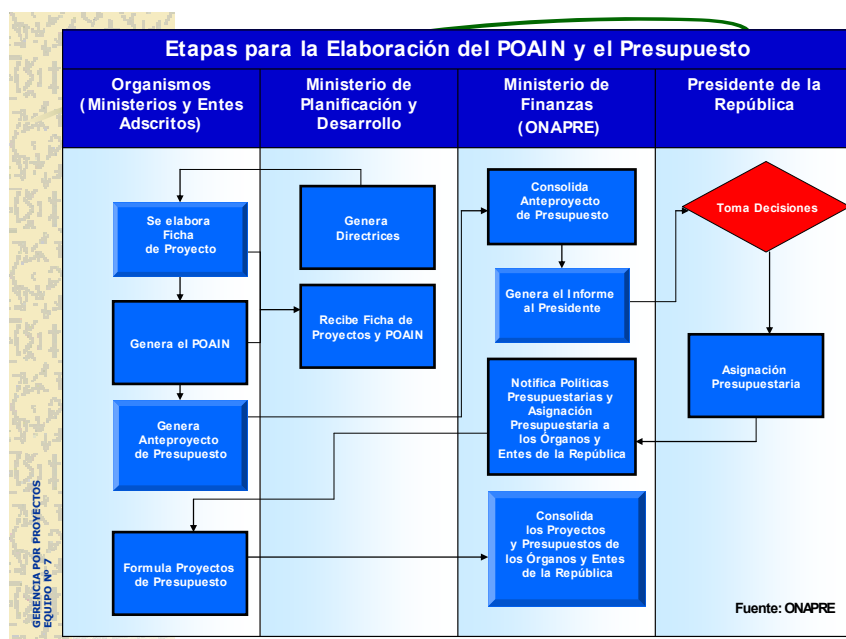 Etapas para la Elaboración del POAIN y el Presupuesto
Organismos
(Ministerios y Entes
Adscritos)
Ministerio de
Planificación y
Desarrollo
Ministerio de
Finanzas
(ONAPRE)
Presidente de la
República
Se elabora
Ficha
de Proyecto
Genera
Directrices
Consolida
Anteproyecto
de Presupuesto
Toma Decisiones
Genera el POAIN
Recibe Ficha de
Proyectos y POAIN
Genera el Informe
al Presidente
Genera
Anteproyecto
de Presupuesto
Notifica Políticas
Presupuestarias y
Asignación
Presupuestaria a
los Órganos y
Entes de la República
Asignación
Presupuestaria
Formula Proyectos
de Presupuesto
Consolida
los Proyectos
y Presupuestos de
los Órganos y Entes
de la República
Fuente: ONAPRE
GERENCIA POR PROYECTOS
EQUIPO Nº 7